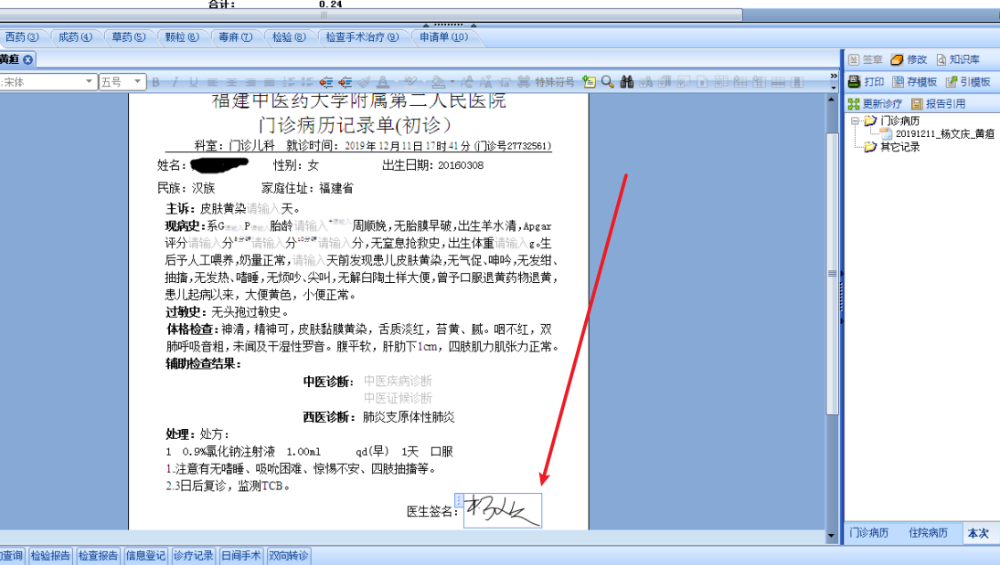 合计： 0.24
西药(3) 成药(4) 草药(5) 颗粒(6) 毒麻(7) 检验(8) 检查手术治疗(9) 申请单(10)
黄疸
宋体 五号 B I U 特殊符号
签章 修改 知识库
打印 存模板 引模板
更新诊疗 报告引用
门诊病历
20191211_杨文庆_黄疸
其它记录
福建中医药大学附属第二人民医院
门诊病历记录单(初诊)
科室：门诊儿科 就诊时间：2019年12月11日17时41分 (门诊号27732561)
姓名： 性别：女 出生日期：20160308
民族：汉族 家庭住址：福建省
主诉：皮肤黄染请输入天。
现病史：系G请输入P请输入胎龄请输入+请输入周顺娩,无胎膜早破,出生羊水清,Apgar
评分请输入分5分钟请输入分10分钟请输入分,无窒息抢救史,出生体重请输入g。生
后予人工喂养,奶量正常,请输入天前发现患儿皮肤黄染,无气促、呻吟,无发绀、
抽搐,无发热、嗜睡,无烦吵、尖叫,无解白陶土样大便,曾予口服退黄药物退黄,
患儿起病以来，大便黄色，小便正常。
过敏史：无头孢过敏史。
体格检查：神清，精神可，皮肤黏膜黄染，舌质淡红，苔黄、腻。咽不红，双
肺呼吸音粗，未闻及干湿性罗音。腹平软，肝肋下1cm，四肢肌力肌张力正常。
辅助检查结果：
中医诊断： 中医疾病诊断
中医证候诊断
西医诊断： 肺炎支原体性肺炎
处理：处方：
1 0.9%氯化钠注射液 1.00ml qd(早) 1天 口服
1.注意有无嗜睡、吸吮困难、惊惕不安、四肢抽搐等。
2.3日后复诊，监测TCB。
医生签名：
门诊病历 住院病历 本次
查询 检验报告 检查报告 信息登记 诊疗记录 日间手术 双向转诊